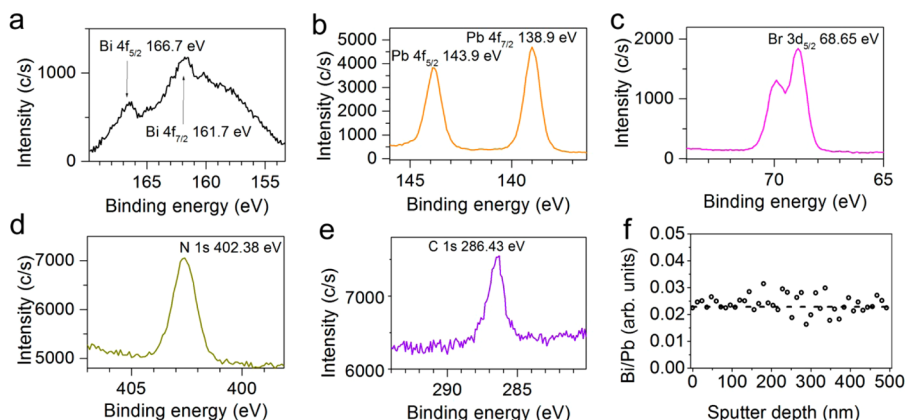 a
Bi 4f5/2 166.7 eV
Bi 4f7/2 161.7 eV
Intensity (c/s)
1000
0
165 160 155
Binding energy (eV)
b
Pb 4f7/2 138.9 eV
Pb 4f5/2 143.9 eV
Intensity (c/s)
5000
4000
3000
2000
1000
0
145 140
Binding energy (eV)
c
Br 3d5/2 68.65 eV
Intensity (c/s)
2000
1000
0
70 65
Binding energy (eV)
d
N 1s 402.38 eV
Intensity (c/s)
7000
6000
5000
405 400
Binding energy (eV)
e
C 1s 286.43 eV
Intensity (c/s)
7000
6000
290 285
Binding energy (eV)
f
Bi/Pb (arb. units)
0.05
0.04
0.03
0.02
0.01
0.00
0 100 200 300 400 500
Sputter depth (nm)